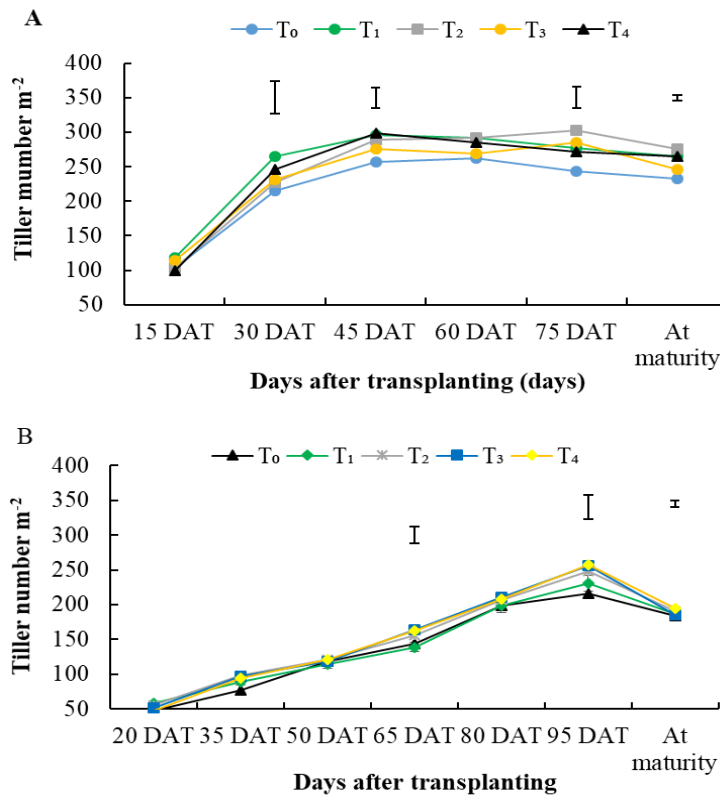 A
T₀ T₁ T₂ T₃ T₄
400
350
300
250
200
150
100
50
Tiller mumber m⁻²
15 DAT 30 DAT 45 DAT 60 DAT 75 DAT At
maturity
Days after transplanting (days)
B
T₀ T₁ T₂ T₃ T₄
400
350
300
250
200
150
100
50
Tiller number m⁻²
20 DAT 35 DAT 50 DAT 65 DAT 80 DAT 95 DAT At
maturity
Days after transplanting